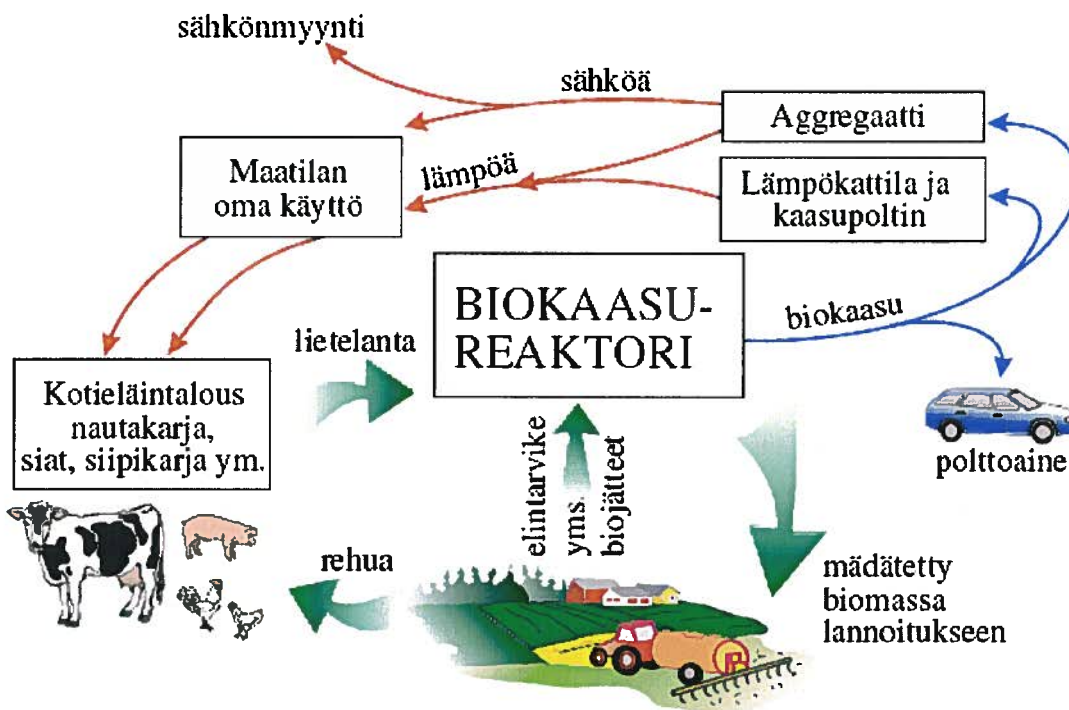 sähkönmyynti
sähköä
Aggregaatti
Maatilan
oma käyttö
lämpöä
Lämpökattila ja
kaasupoltin
BIOKAASU-
REAKTORI
biokaasu
lietelanta
Kotieläintalous
nautakarja,
siat, siipikarja ym.
polttoaine
elintarvike
yms.
biojätteet
rehua
mädätetty
biomassa
lannoitukseen